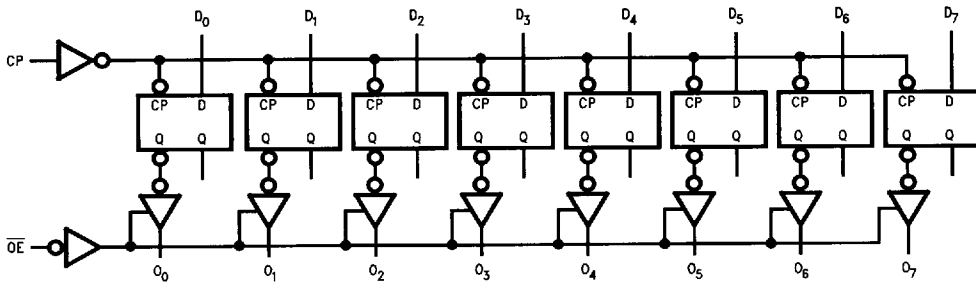 D0 D1 D2 D3 D4 D5 D6 D7
CP
CP D CP D CP D CP D CP D CP D CP D CP D
Q Q Q Q Q Q Q Q Q Q Q Q Q Q Q Q
OE
O0 O1 O2 O3 O4 O5 O6 O7